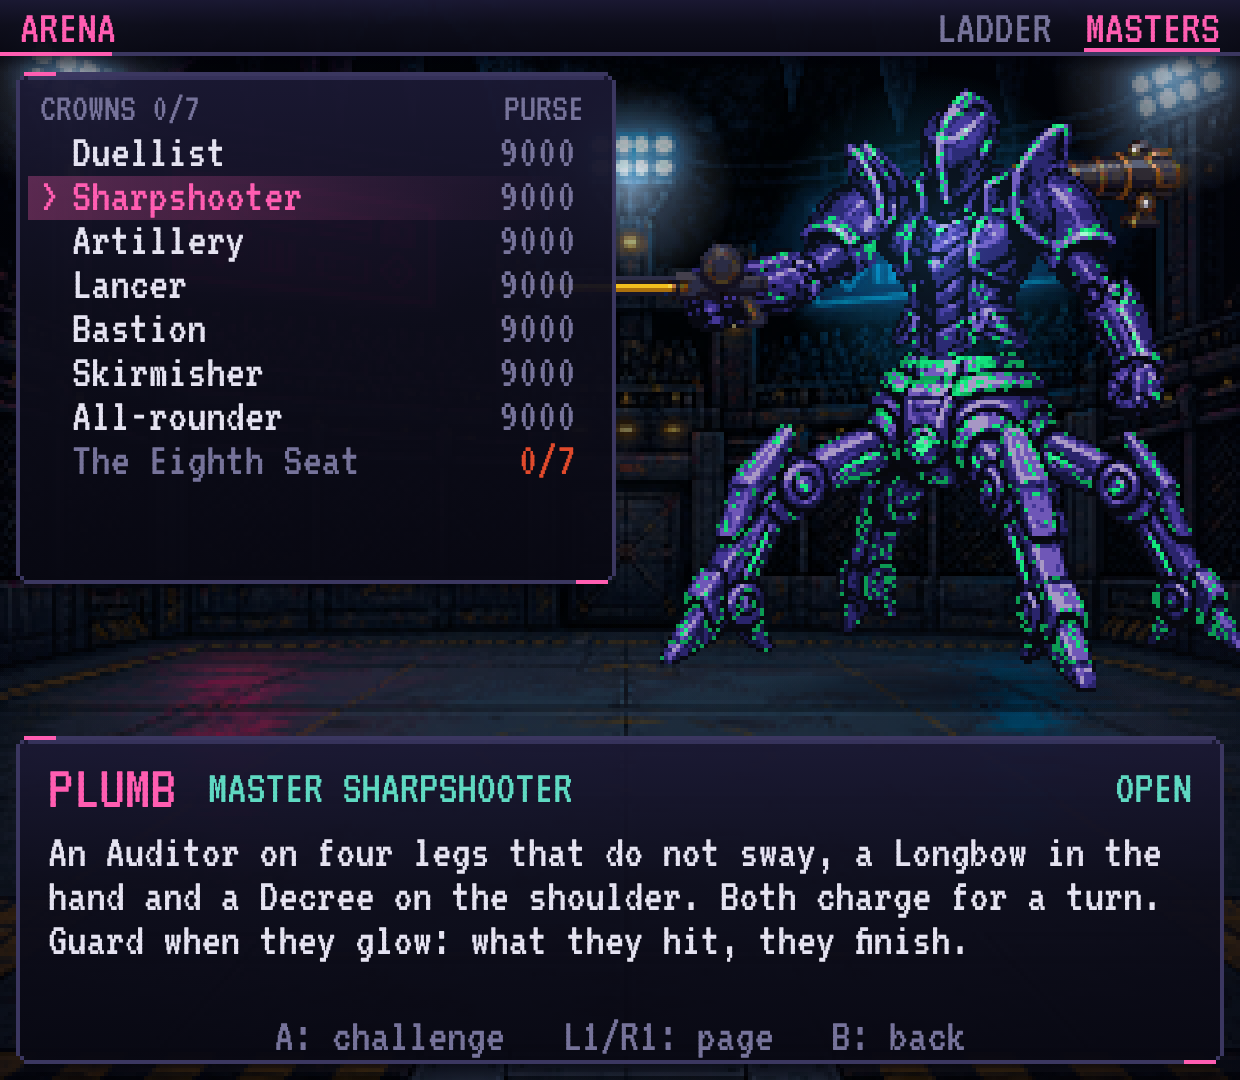 ARENA LADDER MASTERS
CROWNS 0/7 PURSE
Duellist 9000
> Sharpshooter 9000
Artillery 9000
Lancer 9000
Bastion 9000
Skirmisher 9000
All-rounder 9000
The Eighth Seat 0/7
PLUMB MASTER SHARPSHOOTER OPEN
An Auditor on four legs that do not sway, a Longbow in the
hand and a Decree on the shoulder. Both charge for a turn.
Guard when they glow: what they hit, they finish.
A: challenge L1/R1: page B: back